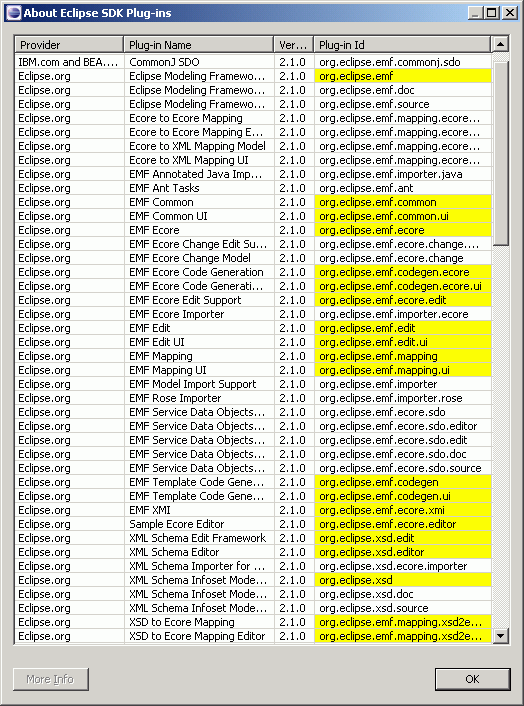 About Eclipse SDK Plug-ins
Provider Plug-in Name Ver... Plug-in Id
IBM.com and BEA.... CommonJ SDO 2.1.0 org.eclipse.emf.commonj.sdo
Eclipse.org Eclipse Modeling Framewo... 2.1.0 org.eclipse.emf
Eclipse.org Eclipse Modeling Framewo... 2.1.0 org.eclipse.emf.doc
Eclipse.org Eclipse Modeling Framewo... 2.1.0 org.eclipse.emf.source
Eclipse.org Ecore to Ecore Mapping 2.1.0 org.eclipse.emf.mapping.ecore...
Eclipse.org Ecore to Ecore Mapping E... 2.1.0 org.eclipse.emf.mapping.ecore...
Eclipse.org Ecore to XML Mapping Model 2.1.0 org.eclipse.emf.mapping.ecore...
Eclipse.org Ecore to XML Mapping UI 2.1.0 org.eclipse.emf.mapping.ecore...
Eclipse.org EMF Annotated Java Imp... 2.1.0 org.eclipse.emf.importer.java
Eclipse.org EMF Ant Tasks 2.1.0 org.eclipse.emf.ant
Eclipse.org EMF Common 2.1.0 org.eclipse.emf.common
Eclipse.org EMF Common UI 2.1.0 org.eclipse.emf.common.ui
Eclipse.org EMF Ecore 2.1.0 org.eclipse.emf.ecore
Eclipse.org EMF Ecore Change Edit Su... 2.1.0 org.eclipse.emf.ecore.change....
Eclipse.org EMF Ecore Change Model 2.1.0 org.eclipse.emf.ecore.change
Eclipse.org EMF Ecore Code Generation 2.1.0 org.eclipse.emf.codegen.ecore
Eclipse.org EMF Ecore Code Generati... 2.1.0 org.eclipse.emf.codegen.ecore.ui
Eclipse.org EMF Ecore Edit Support 2.1.0 org.eclipse.emf.ecore.edit
Eclipse.org EMF Ecore Importer 2.1.0 org.eclipse.emf.importer.ecore
Eclipse.org EMF Edit 2.1.0 org.eclipse.emf.edit
Eclipse.org EMF Edit UI 2.1.0 org.eclipse.emf.edit.ui
Eclipse.org EMF Mapping 2.1.0 org.eclipse.emf.mapping
Eclipse.org EMF Mapping UI 2.1.0 org.eclipse.emf.mapping.ui
Eclipse.org EMF Model Import Support 2.1.0 org.eclipse.emf.importer
Eclipse.org EMF Rose Importer 2.1.0 org.eclipse.emf.importer.rose
Eclipse.org EMF Service Data Objects... 2.1.0 org.eclipse.emf.ecore.sdo
Eclipse.org EMF Service Data Objects... 2.1.0 org.eclipse.emf.ecore.sdo.editor
Eclipse.org EMF Service Data Objects... 2.1.0 org.eclipse.emf.ecore.sdo.edit
Eclipse.org EMF Service Data Objects... 2.1.0 org.eclipse.emf.ecore.sdo.doc
Eclipse.org EMF Service Data Objects... 2.1.0 org.eclipse.emf.ecore.sdo.source
Eclipse.org EMF Template Code Gene... 2.1.0 org.eclipse.emf.codegen
Eclipse.org EMF Template Code Gene... 2.1.0 org.eclipse.emf.codegen.ui
Eclipse.org EMF XMI 2.1.0 org.eclipse.emf.ecore.xmi
Eclipse.org Sample Ecore Editor 2.1.0 org.eclipse.emf.ecore.editor
Eclipse.org XML Schema Edit Framework 2.1.0 org.eclipse.xsd.edit
Eclipse.org XML Schema Editor 2.1.0 org.eclipse.xsd.editor
Eclipse.org XML Schema Importer for ... 2.1.0 org.eclipse.xsd.ecore.importer
Eclipse.org XML Schema Infoset Mode... 2.1.0 org.eclipse.xsd
Eclipse.org XML Schema Infoset Mode... 2.1.0 org.eclipse.xsd.doc
Eclipse.org XML Schema Infoset Mode... 2.1.0 org.eclipse.xsd.source
Eclipse.org XSD to Ecore Mapping 2.1.0 org.eclipse.emf.mapping.xsd2e...
Eclipse.org XSD to Ecore Mapping Editor 2.1.0 org.eclipse.emf.mapping.xsd2e...
More Info OK